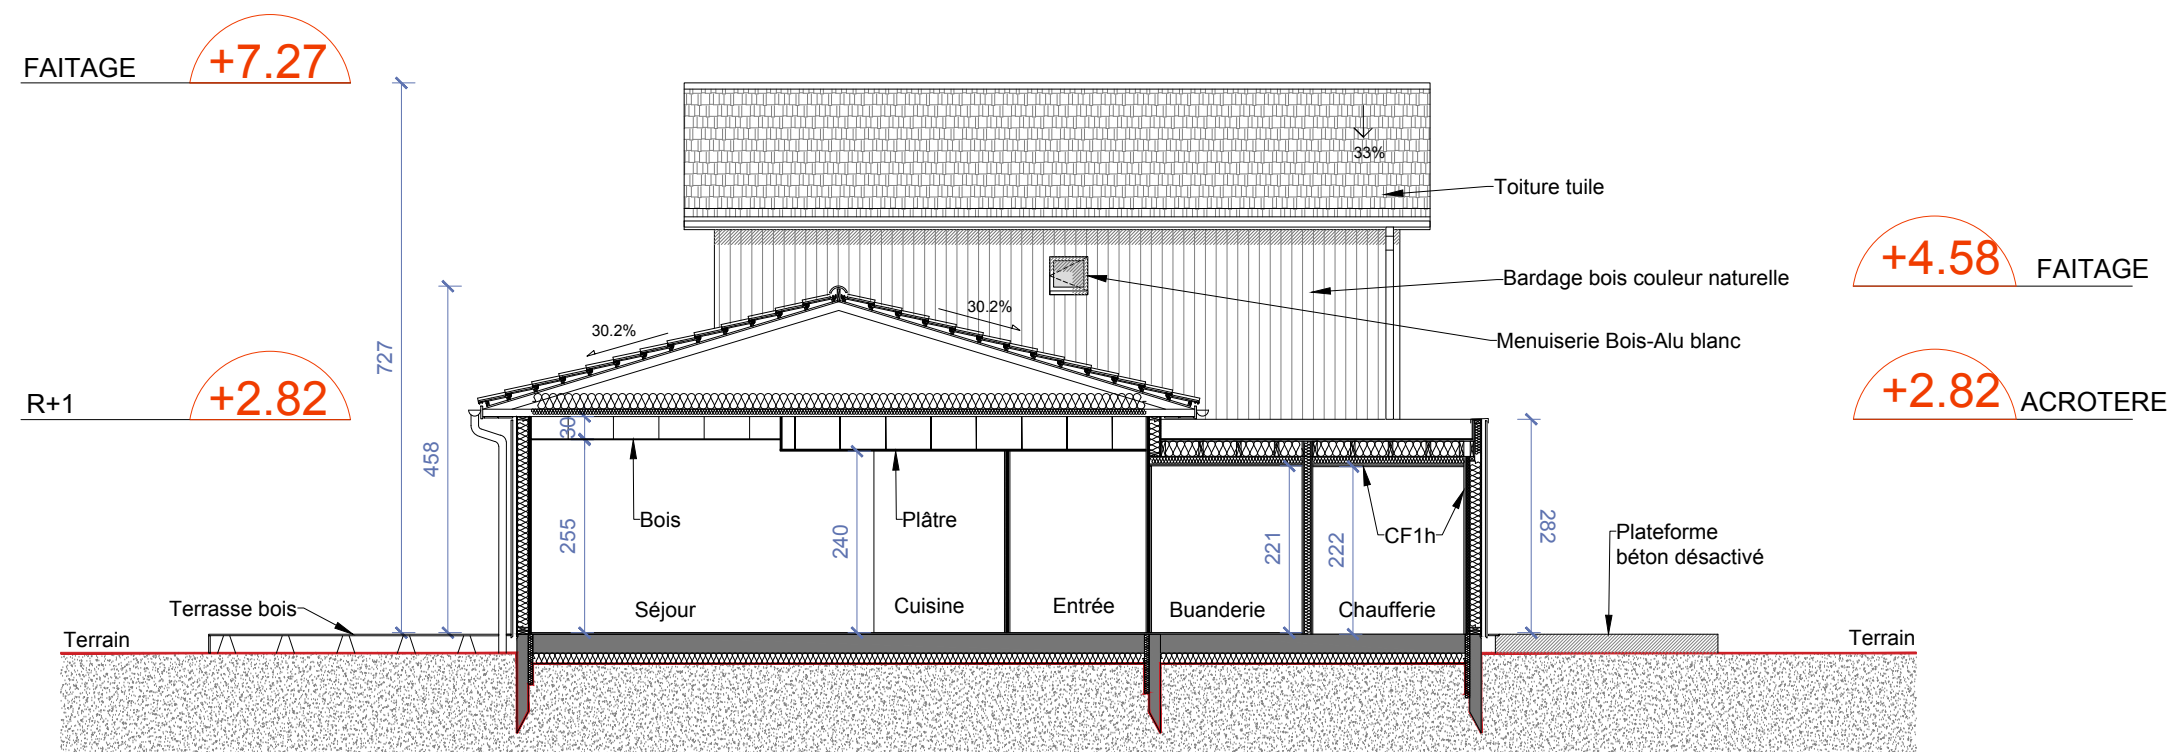 FAITAGE
+7.27
33%
Toiture tuile
+4.58
FAITAGE
Bardage bois couleur naturelle
30.2%
30.2%
Menuiserie Bois-Alu blanc
727
R+1
+2.82
+2.82
ACROTERE
458
30
255
Bois
240
Plâtre
221
222
CF1h
282
Plateforme
béton désactivé
Terrasse bois
Séjour
Cuisine
Entrée
Buanderie
Chaufferie
Terrain
Terrain